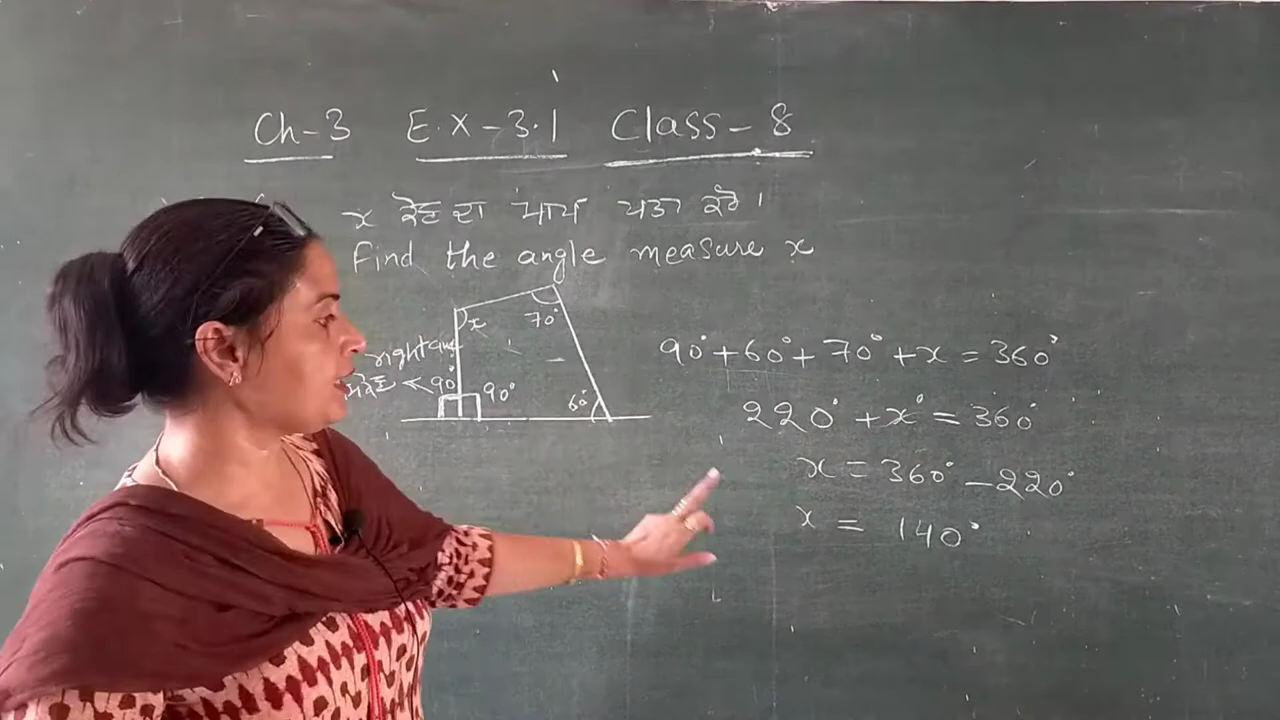 Ch-3 E.X-3.1 Class-8
x ਕੋਣ ਦਾ ਮਾਪ ਪਤਾ ਕਰੋ।
Find the angle measure x
x 70°
right an
90° 90° 60°
90°+60°+70°+x=360°
220°+x°=360°
x=360°-220°
x = 140°